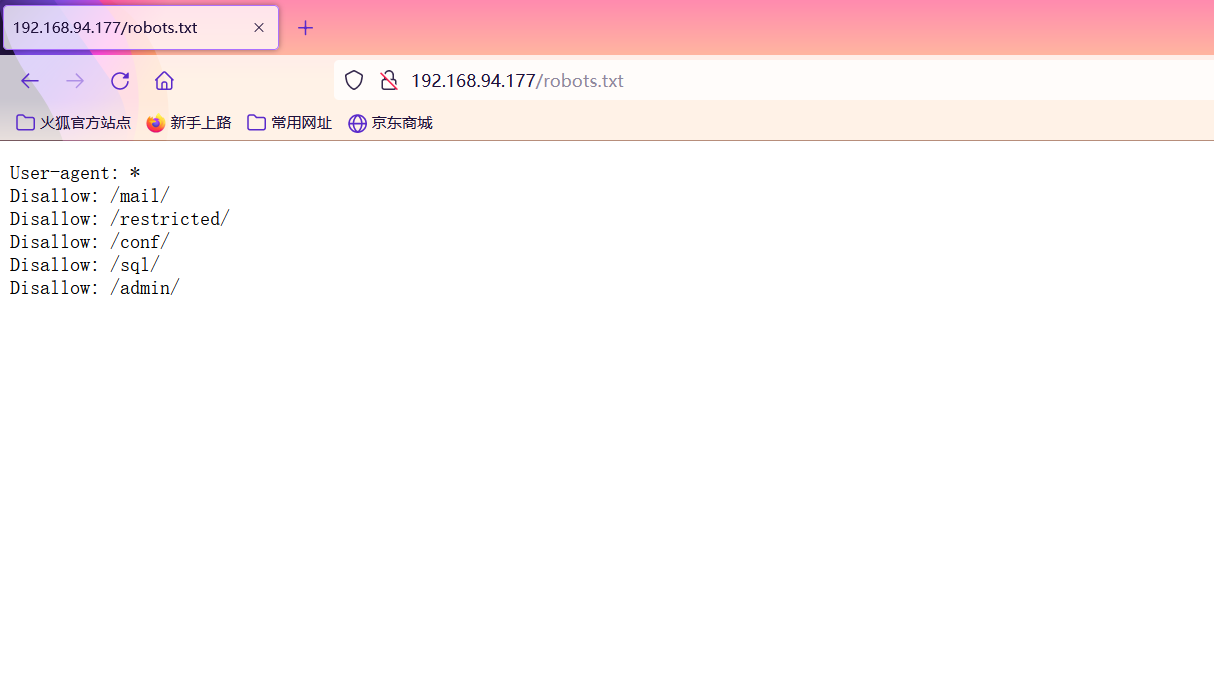 192.168.94.177/robots.txt
192.168.94.177/robots.txt
火狐官方站点 新手上路 常用网址 京东商城
User-agent: *
Disallow: /mail/
Disallow: /restricted/
Disallow: /conf/
Disallow: /sql/
Disallow: /admin/